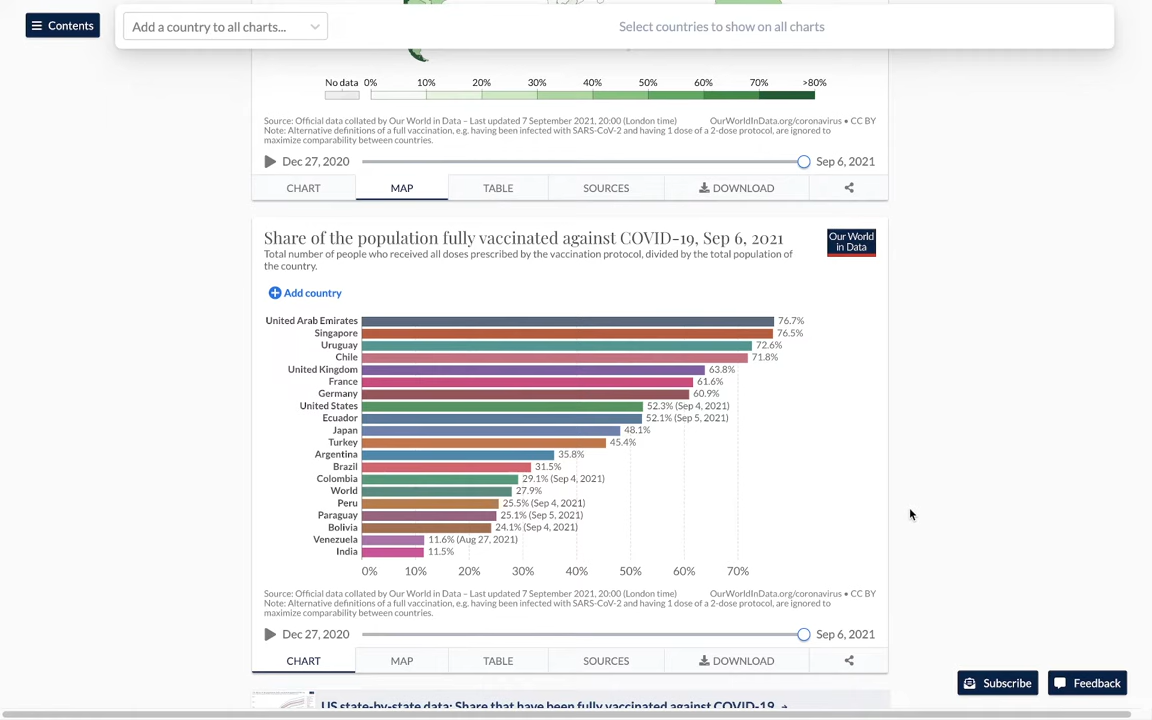 Contents
Add a country to all charts...
Select countries to show on all charts
No data 0% 10% 20% 30% 40% 50% 60% 70% >80%
Source: Official data collated by Our World in Data – Last updated 7 September 2021, 20:00 (London time) OurWorldInData.org/coronavirus • CC BY
Note: Alternative definitions of a full vaccination, e.g. having been infected with SARS-CoV-2 and having 1 dose of a 2-dose protocol, are ignored to
maximize comparability between countries.
Dec 27, 2020 Sep 6, 2021
CHART MAP TABLE SOURCES DOWNLOAD
Share of the population fully vaccinated against COVID-19, Sep 6, 2021
Total number of people who received all doses prescribed by the vaccination protocol, divided by the total population of
the country.
Our World
in Data
Add country
United Arab Emirates 76.7%
Singapore 76.5%
Uruguay 72.6%
Chile 71.8%
United Kingdom 63.8%
France 61.6%
Germany 60.9%
United States 52.3% (Sep 4, 2021)
Ecuador 52.1% (Sep 5, 2021)
Japan 48.1%
Turkey 45.4%
Argentina 35.8%
Brazil 31.5%
Colombia 29.1% (Sep 4, 2021)
World 27.9%
Peru 25.5% (Sep 4, 2021)
Paraguay 25.1% (Sep 5, 2021)
Bolivia 24.1% (Sep 4, 2021)
Venezuela 11.6% (Aug 27, 2021)
India 11.5%
0% 10% 20% 30% 40% 50% 60% 70%
Source: Official data collated by Our World in Data – Last updated 7 September 2021, 20:00 (London time) OurWorldInData.org/coronavirus • CC BY
Note: Alternative definitions of a full vaccination, e.g. having been infected with SARS-CoV-2 and having 1 dose of a 2-dose protocol, are ignored to
maximize comparability between countries.
Dec 27, 2020 Sep 6, 2021
CHART MAP TABLE SOURCES DOWNLOAD
Subscribe
Feedback
US state-by-state data: Share that have been fully vaccinated against COVID-19 →